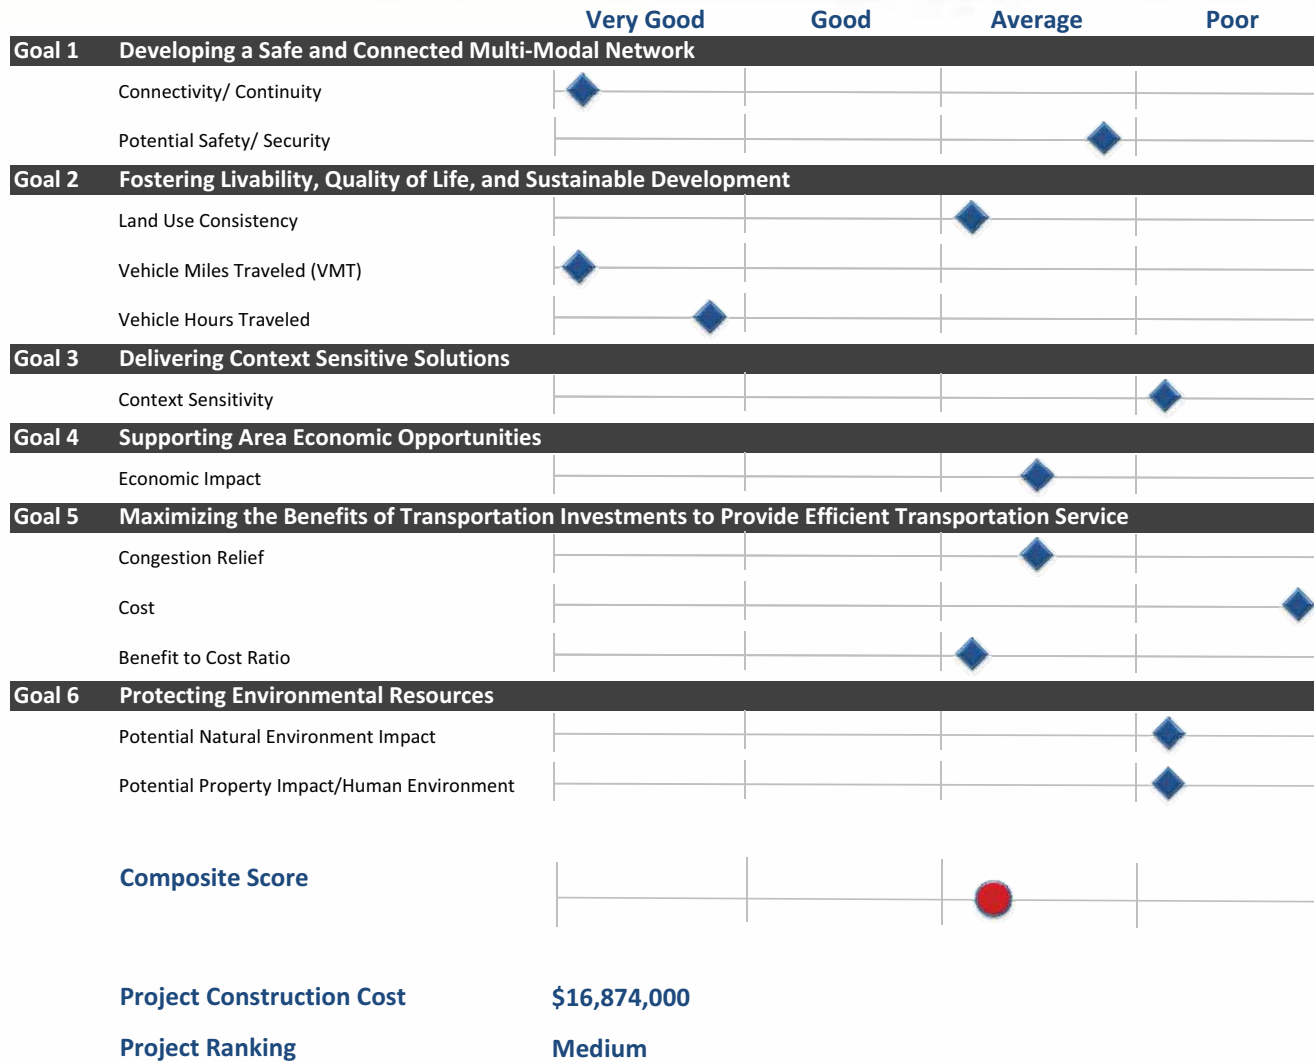 Very Good Good Average Poor
Goal 1 Developing a Safe and Connected Multi-Modal Network
Connectivity/ Continuity
Potential Safety/ Security
Goal 2 Fostering Livability, Quality of Life, and Sustainable Development
Land Use Consistency
Vehicle Miles Traveled (VMT)
Vehicle Hours Traveled
Goal 3 Delivering Context Sensitive Solutions
Context Sensitivity
Goal 4 Supporting Area Economic Opportunities
Economic Impact
Goal 5 Maximizing the Benefits of Transportation Investments to Provide Efficient Transportation Service
Congestion Relief
Cost
Benefit to Cost Ratio
Goal 6 Protecting Environmental Resources
Potential Natural Environment Impact
Potential Property Impact/Human Environment
Composite Score
Project Construction Cost $16,874,000
Project Ranking Medium